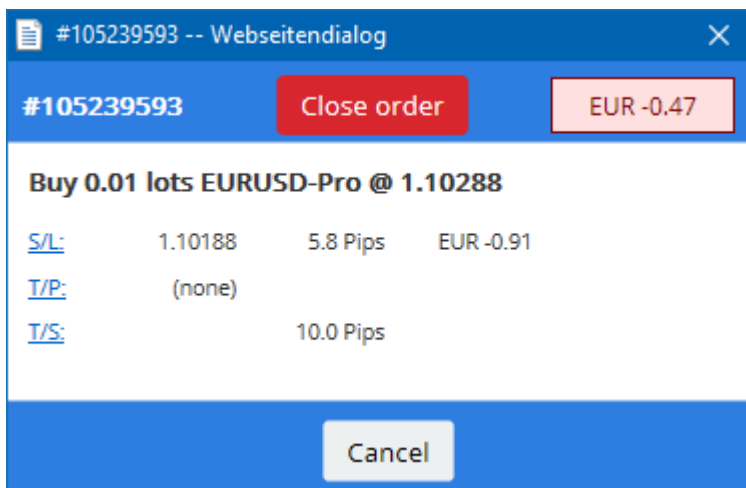 #105239593 -- Webseitendialog
#105239593 Close order EUR -0.47
Buy 0.01 lots EURUSD-Pro @ 1.10288
S/L: 1.10188 5.8 Pips EUR -0.91
T/P: (none)
T/S: 10.0 Pips
Cancel